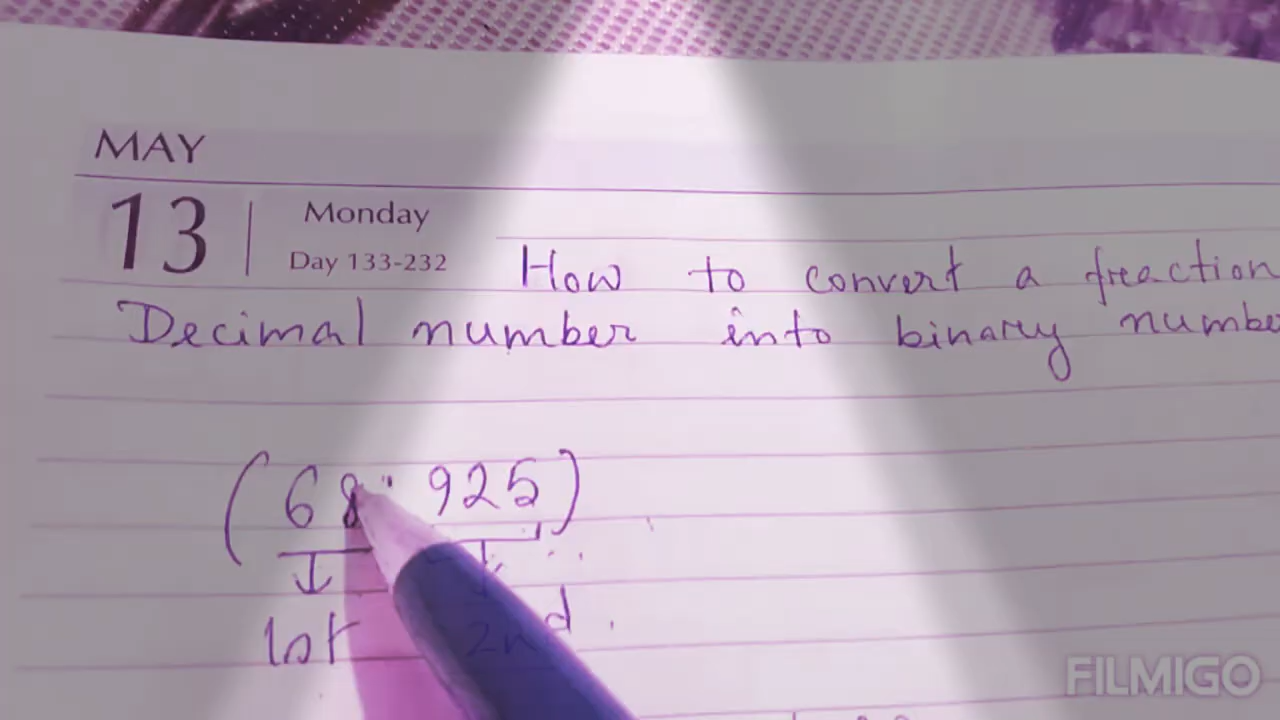 MAY
13
Monday
Day 133-232
How to convert a fraction
Decimal number into binary numbe
(68.925)
1st 2nd.
FILMIGO